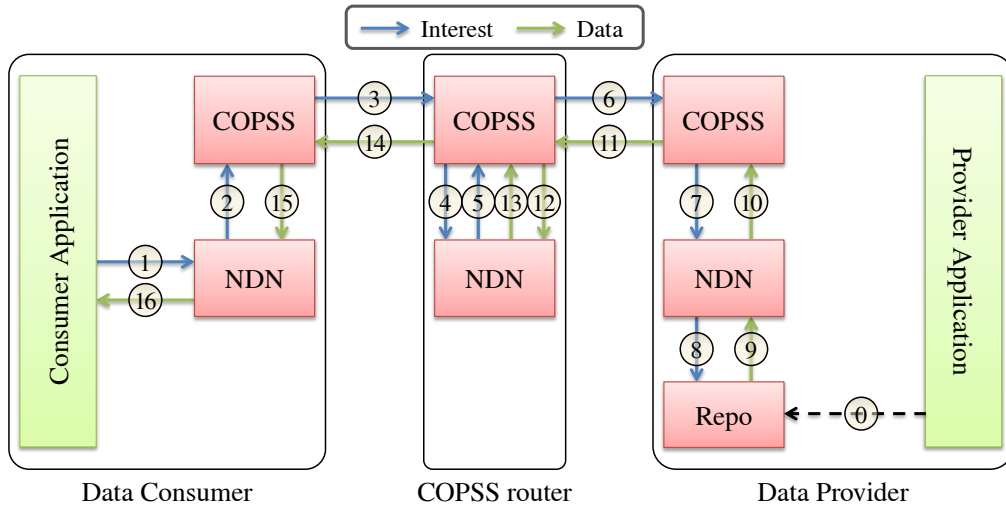 Interest
Data
Consumer Application
COPSS
COPSS
COPSS
Provider Application
3
6
14
11
2
15
4
5
13
12
7
10
NDN
NDN
NDN
1
16
8
9
Repo
0
Data Consumer
COPSS router
Data Provider